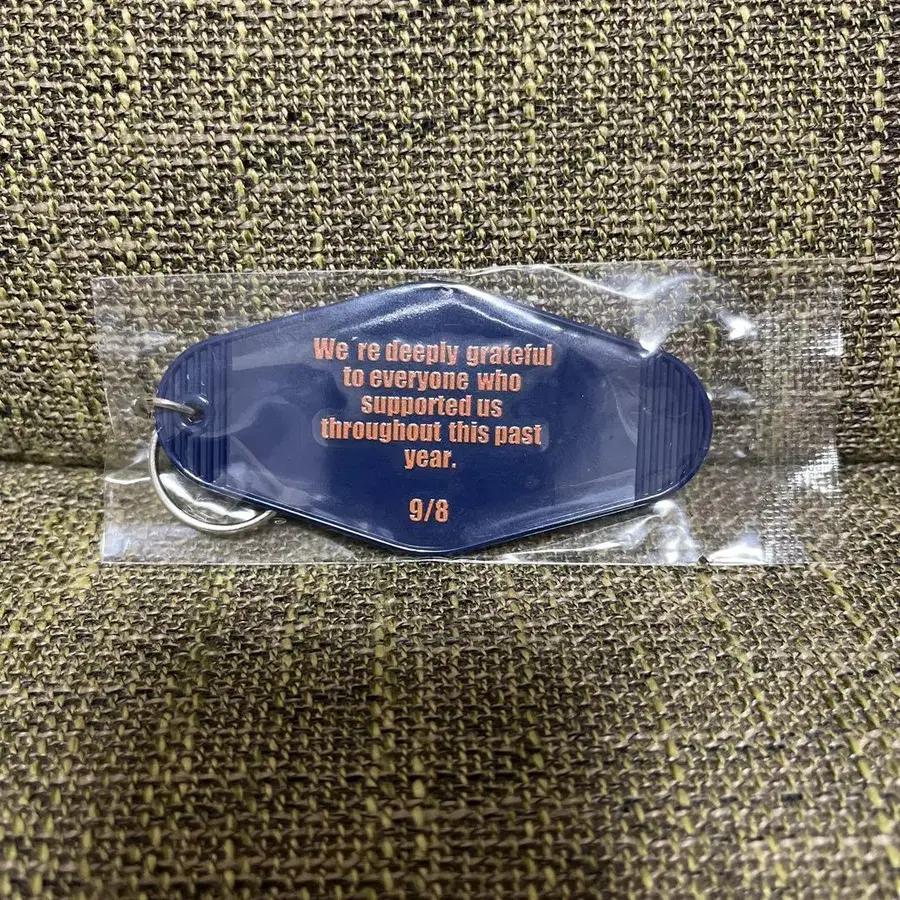 We´re deeply grateful
to everyone who
supported us
throughout this past
year.
9/8